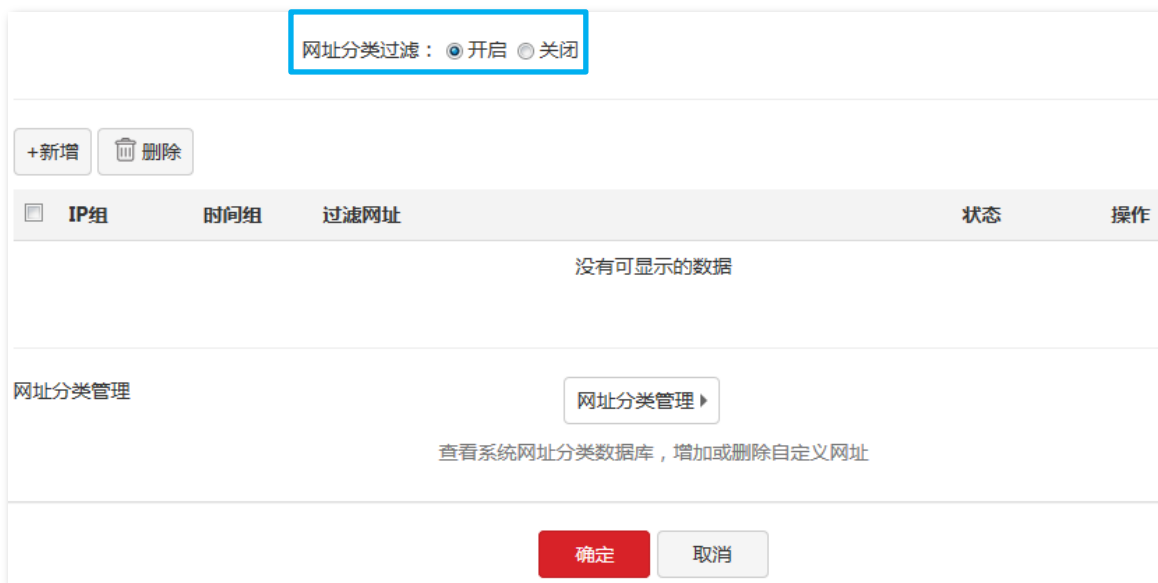 网址分类过滤： 开启 关闭
+新增 删除
IP组 时间组 过滤网址 状态 操作
没有可显示的数据
网址分类管理
网址分类管理
查看系统网址分类数据库，增加或删除自定义网址
确定 取消